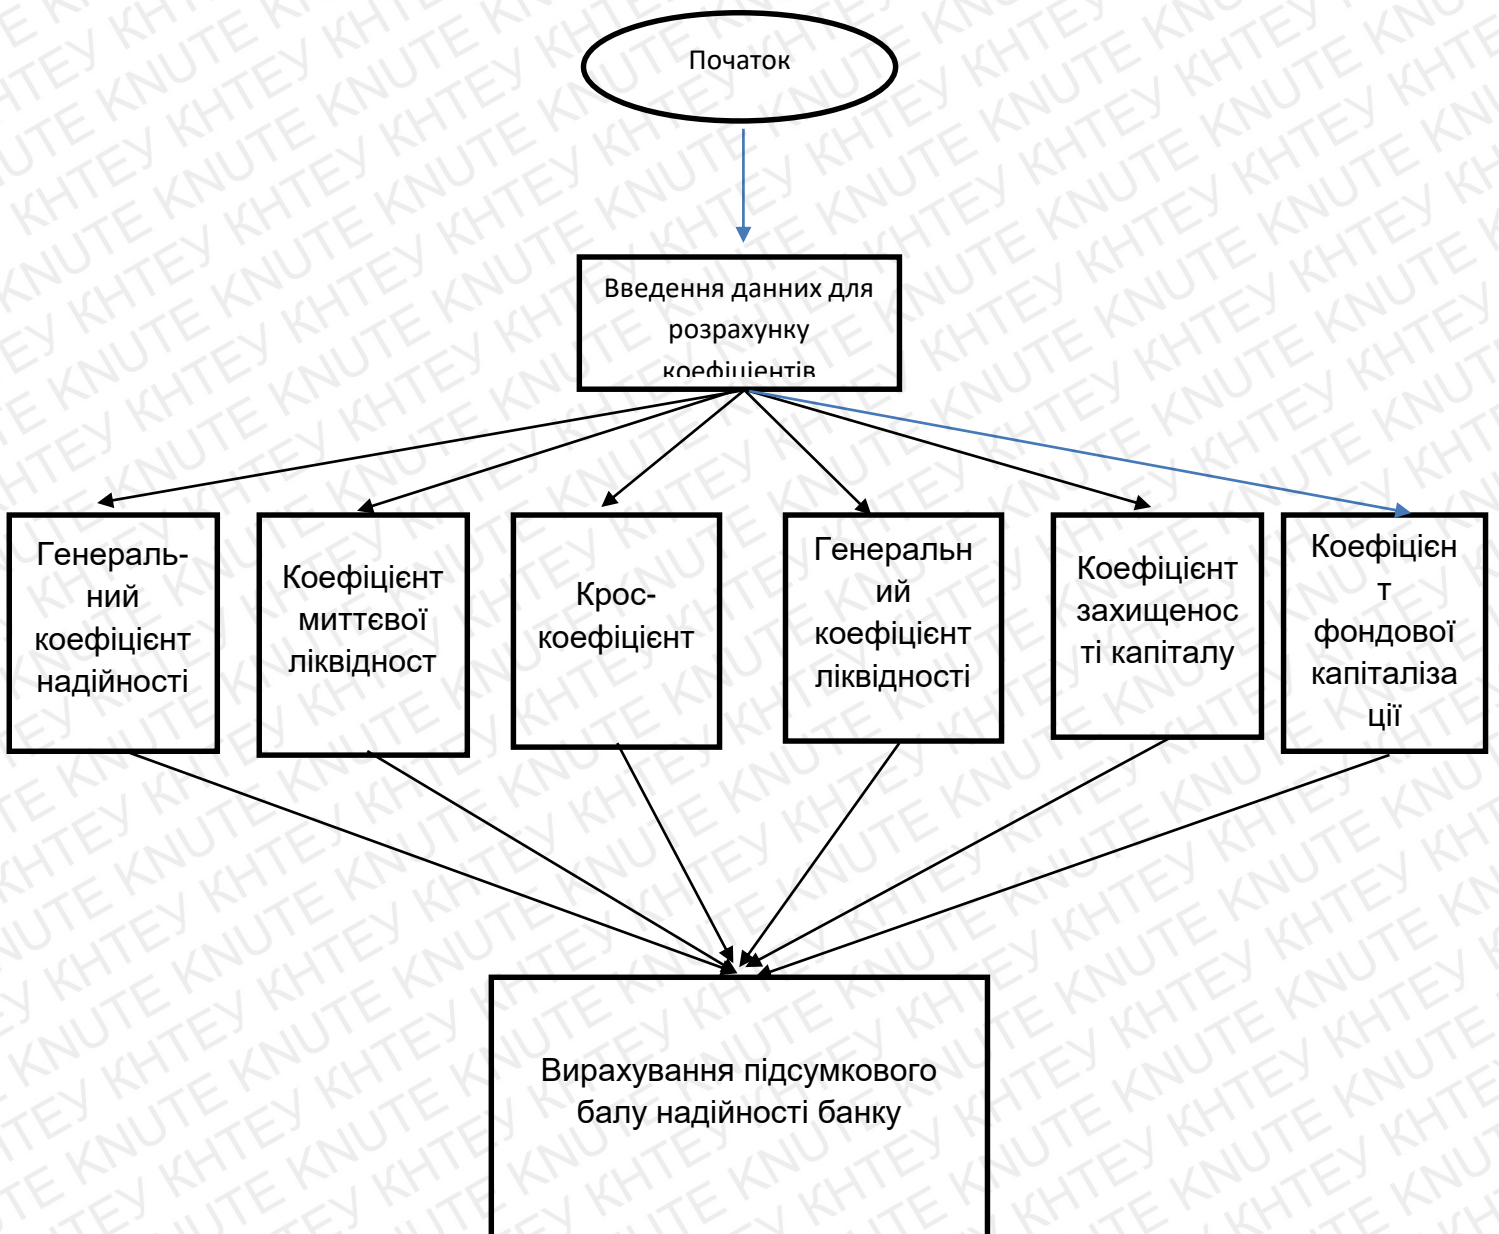 Початок
Введення данних для
розрахунку
коефіцієнтів
Генераль-
ний
коефіцієнт
надійності
Коефіцієнт
миттєвої
ліквідност
Крос-
коефіцієнт
Генеральн
ий
коефіцієнт
ліквідності
Коефіцієнт
захищенос
ті капіталу
Коефіцієн
т
фондової
капіталіза
ції
Вирахування підсумкового
балу надійності банку